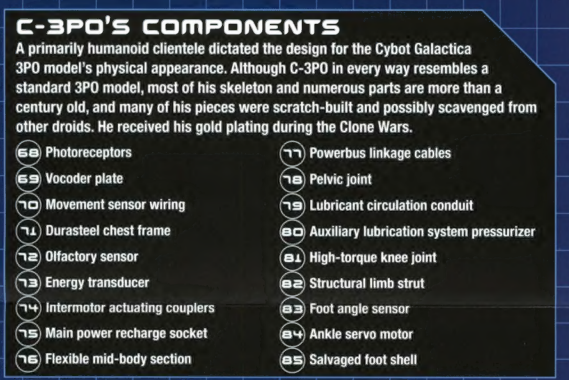 C-3PO'S COMPONENTS
A primarily humanoid clientele dictated the design for the Cybot Galactica
3PO model's physical appearance. Although C-3PO in every way resembles a
standard 3PO model, most of his skeleton and numerous parts are more than a
century old, and many of his pieces were scratch-built and possibly scavenged from
other droids. He received his gold plating during the Clone Wars.
68 Photoreceptors
69 Vocoder plate
70 Movement sensor wiring
71 Durasteel chest frame
72 Olfactory sensor
73 Energy transducer
74 Intermotor actuating couplers
75 Main power recharge socket
76 Flexible mid-body section
77 Powerbus linkage cables
78 Pelvic joint
79 Lubricant circulation conduit
80 Auxiliary lubrication system pressurizer
81 High-torque knee joint
82 Structural limb strut
83 Foot angle sensor
84 Ankle servo motor
85 Salvaged foot shell